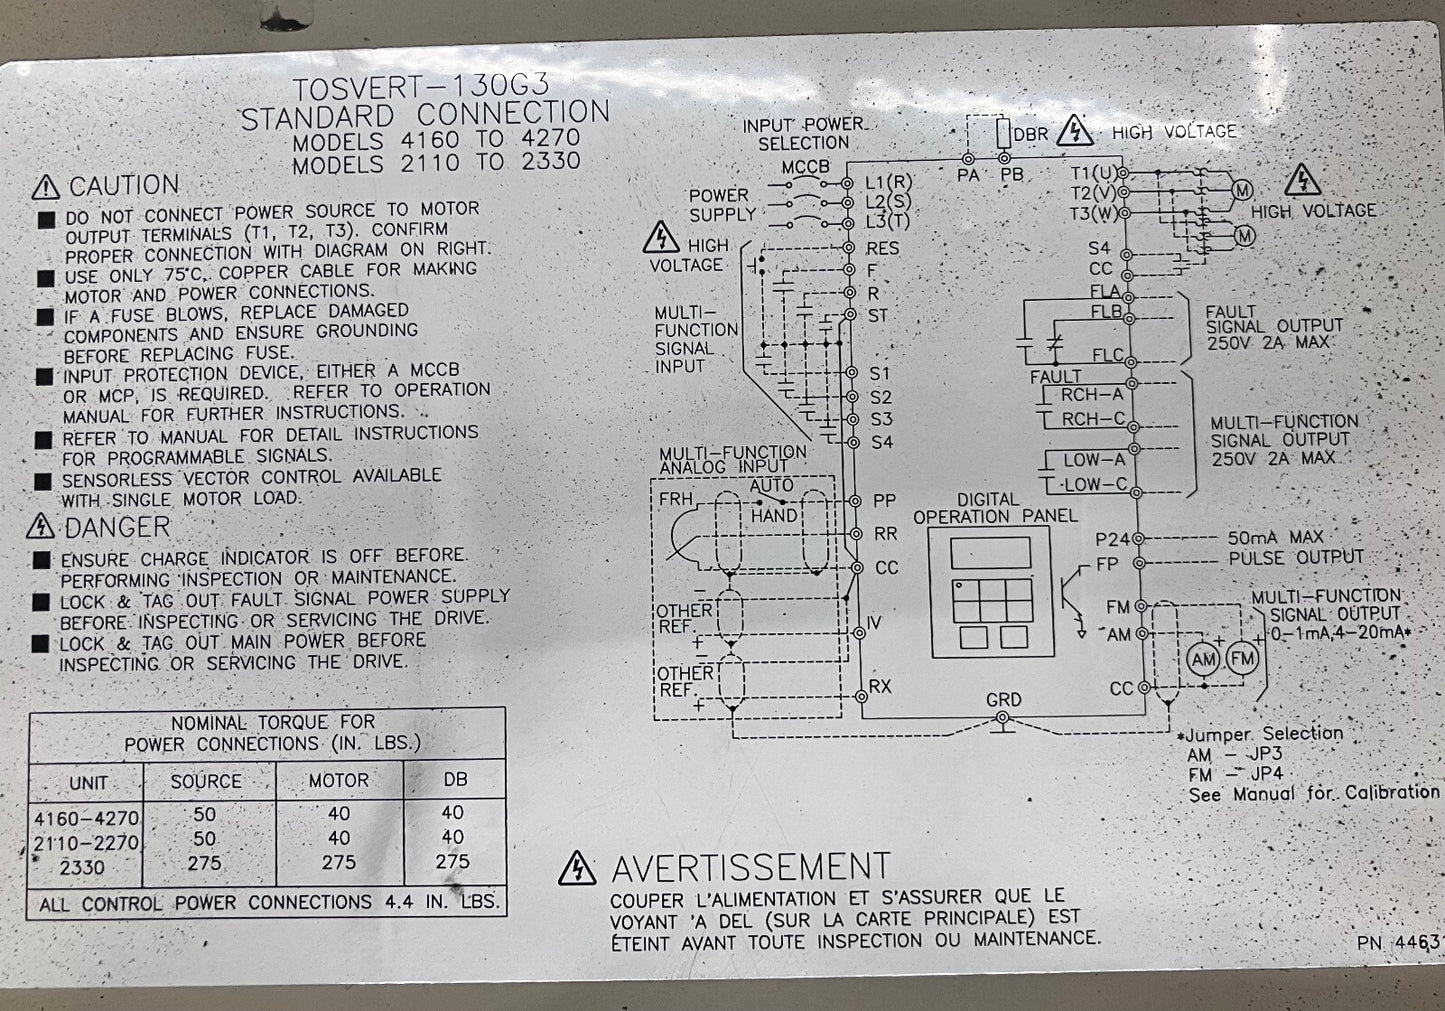 TOSVERT-130G3
STANDARD CONNECTION
MODELS 4160 TO 4270
MODELS 2110 TO 2330
CAUTION
DO NOT CONNECT POWER SOURCE TO MOTOR
OUTPUT TERMINALS (T1, T2, T3). CONFIRM
PROPER CONNECTION WITH DIAGRAM ON RIGHT.
USE ONLY 75°C, COPPER CABLE FOR MAKING
MOTOR AND POWER CONNECTIONS.
IF A FUSE BLOWS, REPLACE DAMAGED
COMPONENTS AND ENSURE GROUNDING
BEFORE REPLACING FUSE.
INPUT PROTECTION DEVICE, EITHER A MCCB
OR MCP, IS REQUIRED. REFER TO OPERATION
MANUAL FOR FURTHER INSTRUCTIONS.
REFER TO MANUAL FOR DETAIL INSTRUCTIONS
FOR PROGRAMMABLE SIGNALS.
SENSORLESS VECTOR CONTROL AVAILABLE
WITH SINGLE MOTOR LOAD.
DANGER
ENSURE CHARGE INDICATOR IS OFF BEFORE.
PERFORMING INSPECTION OR MAINTENANCE.
LOCK & TAG OUT FAULT SIGNAL POWER SUPPLY
BEFORE INSPECTING OR SERVICING THE DRIVE.
LOCK & TAG OUT MAIN POWER BEFORE
INSPECTING OR SERVICING THE DRIVE.
NOMINAL TORQUE FOR
POWER CONNECTIONS (IN. LBS.)
UNIT SOURCE MOTOR DB
4160-4270 50 40 40
2110-2270 50 40 40
2330 275 275 275
ALL CONTROL POWER CONNECTIONS 4.4 IN. LBS.
INPUT POWER
SELECTION
MCCB
POWER
SUPPLY
HIGH
VOLTAGE
MULTI-
FUNCTION
SIGNAL
INPUT
L1(R)
L2(S)
L3(T)
RES
F
R
ST
S1
S2
S3
S4
MULTI-FUNCTION
ANALOG INPUT
FRH
AUTO
HAND
PP
RR
CC
OTHER
REF.
-
+
IV
OTHER
REF.
-
+
RX
PA
PB
DBR
HIGH VOLTAGE
T1(U)
T2(V)
T3(W)
M
M
HIGH VOLTAGE
S4
CC
FLA
FLB
FLC
FAULT
FAULT
SIGNAL OUTPUT
250V 2A MAX
RCH-A
RCH-C
LOW-A
LOW-C
MULTI-FUNCTION
SIGNAL OUTPUT
250V 2A MAX
DIGITAL
OPERATION PANEL
P24
50mA MAX
FP
PULSE OUTPUT
FM
AM
CC
MULTI-FUNCTION
SIGNAL OUTPUT
0-1mA,4-20mA*
+
+
AM
FM
GRD
*Jumper Selection
AM - JP3
FM - JP4
See Manual for Calibration
AVERTISSEMENT
COUPER L'ALIMENTATION ET S'ASSURER QUE LE
VOYANT 'A DEL (SUR LA CARTE PRINCIPALE) EST
ÉTEINT AVANT TOUTE INSPECTION OU MAINTENANCE.
PN 4463